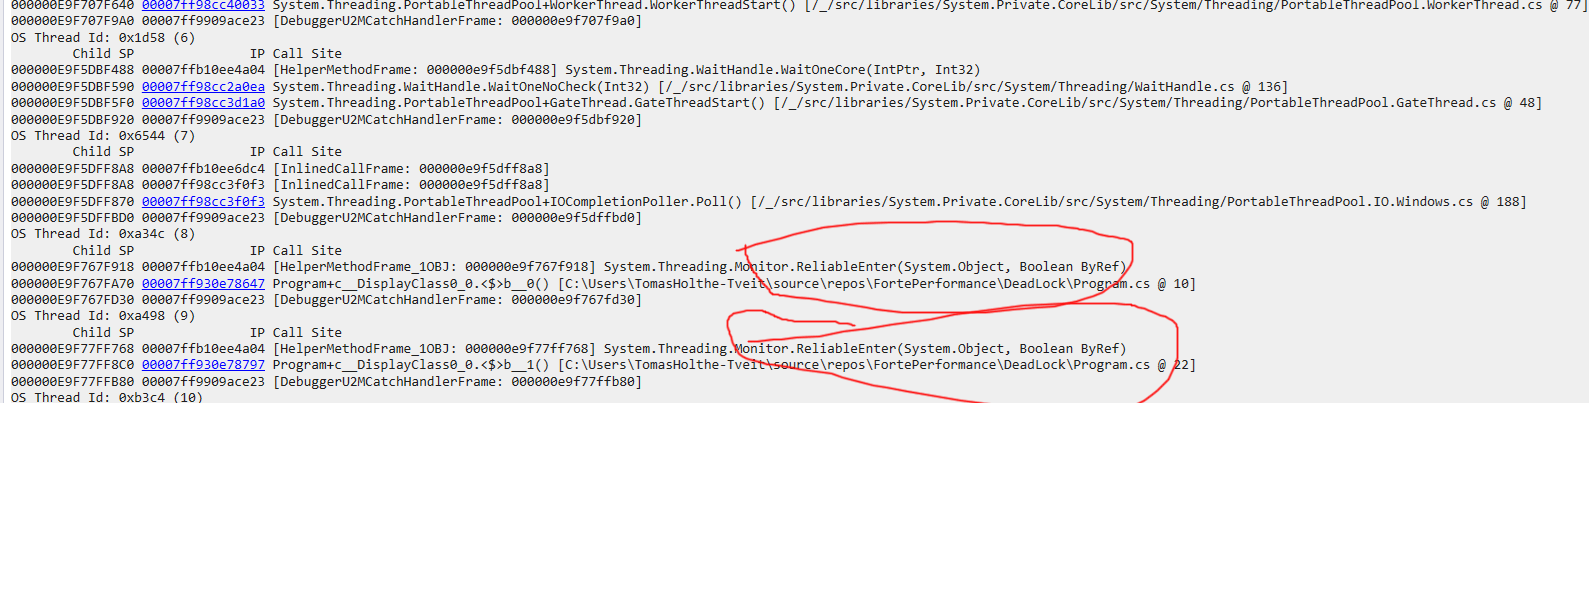 000000E9F707F640 00007ff98cc40033 System.Threading.PortableThreadPool+WorkerThread.WorkerThreadStart() [/_/src/libraries/System.Private.CoreLib/src/System/Threading/PortableThreadPool.WorkerThread.cs @ 77]
000000E9F707F9A0 00007ff9909ace23 [DebuggerU2MCatchHandlerFrame: 000000e9f707f9a0]
OS Thread Id: 0x1d58 (6)
Child SP IP Call Site
000000E9F5DBF488 00007ffb10ee4a04 [HelperMethodFrame: 000000e9f5dbf488] System.Threading.WaitHandle.WaitOneCore(IntPtr, Int32)
000000E9F5DBF590 00007ff98cc2a0ea System.Threading.WaitHandle.WaitOneNoCheck(Int32) [/_/src/libraries/System.Private.CoreLib/src/System/Threading/WaitHandle.cs @ 136]
000000E9F5DBF5F0 00007ff98cc3d1a0 System.Threading.PortableThreadPool+GateThread.GateThreadStart() [/_/src/libraries/System.Private.CoreLib/src/System/Threading/PortableThreadPool.GateThread.cs @ 48]
000000E9F5DBF920 00007ff9909ace23 [DebuggerU2MCatchHandlerFrame: 000000e9f5dbf920]
OS Thread Id: 0x6544 (7)
Child SP IP Call Site
000000E9F5DFF8A8 00007ffb10ee6dc4 [InlinedCallFrame: 000000e9f5dff8a8]
000000E9F5DFF8A8 00007ff98cc3f0f3 [InlinedCallFrame: 000000e9f5dff8a8]
000000E9F5DFF870 00007ff98cc3f0f3 System.Threading.PortableThreadPool+IOCompletionPoller.Poll() [/_/src/libraries/System.Private.CoreLib/src/System/Threading/PortableThreadPool.IO.Windows.cs @ 188]
000000E9F5DFFBD0 00007ff9909ace23 [DebuggerU2MCatchHandlerFrame: 000000e9f5dffbd0]
OS Thread Id: 0xa34c (8)
Child SP IP Call Site
000000E9F767F918 00007ffb10ee4a04 [HelperMethodFrame_1OBJ: 000000e9f767f918] System.Threading.Monitor.ReliableEnter(System.Object, Boolean ByRef)
000000E9F767FA70 00007ff930e78647 Program+c__DisplayClass0_0.<$>b__0() [C:\Users\TomasHolthe-Tveit\source\repos\FortePerformance\DeadLock\Program.cs @ 10]
000000E9F767FD30 00007ff9909ace23 [DebuggerU2MCatchHandlerFrame: 000000e9f767fd30]
OS Thread Id: 0xa498 (9)
Child SP IP Call Site
000000E9F77FF768 00007ffb10ee4a04 [HelperMethodFrame_1OBJ: 000000e9f77ff768] System.Threading.Monitor.ReliableEnter(System.Object, Boolean ByRef)
000000E9F77FF8C0 00007ff930e78797 Program+c__DisplayClass0_0.<$>b__1() [C:\Users\TomasHolthe-Tveit\source\repos\FortePerformance\DeadLock\Program.cs @ 22]
000000E9F77FFB80 00007ff9909ace23 [DebuggerU2MCatchHandlerFrame: 000000e9f77ffb80]
OS Thread Id: 0xb3c4 (10)